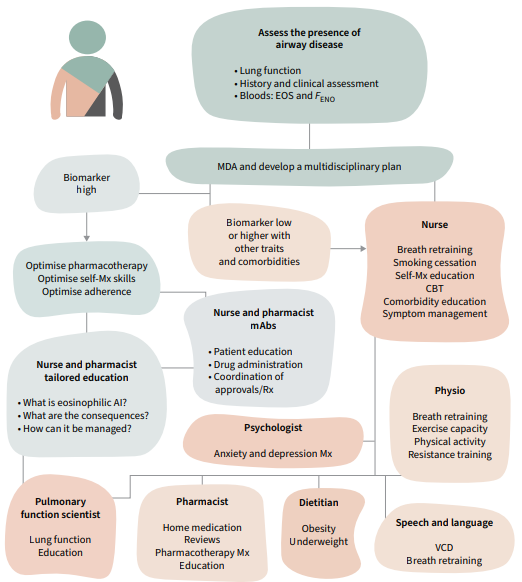 Assess the presence of
airway disease
• Lung function
• History and clinical assessment
• Bloods: EOS and FENO
MDA and develop a multidisciplinary plan
Biomarker
high
Biomarker low
or higher with
other traits
and comorbidities
Nurse
Breath retraining
Smoking cessation
Self-Mx education
CBT
Comorbidity education
Symptom management
Optimise pharmacotherapy
Optimise self-Mx skills
Optimise adherence
Nurse and pharmacist
mAbs
• Patient education
• Drug administration
• Coordination of
approvals/Rx
Nurse and pharmacist
tailored education
• What is eosinophilic AI?
• What are the consequences?
• How can it be managed?
Physio
Breath retraining
Exercise capacity
Physical activity
Resistance training
Psychologist
Anxiety and depression Mx
Pulmonary
function scientist
Lung function
Education
Pharmacist
Home medication
Reviews
Pharmacotherapy Mx
Education
Dietitian
Obesity
Underweight
Speech and language
VCD
Breath retraining